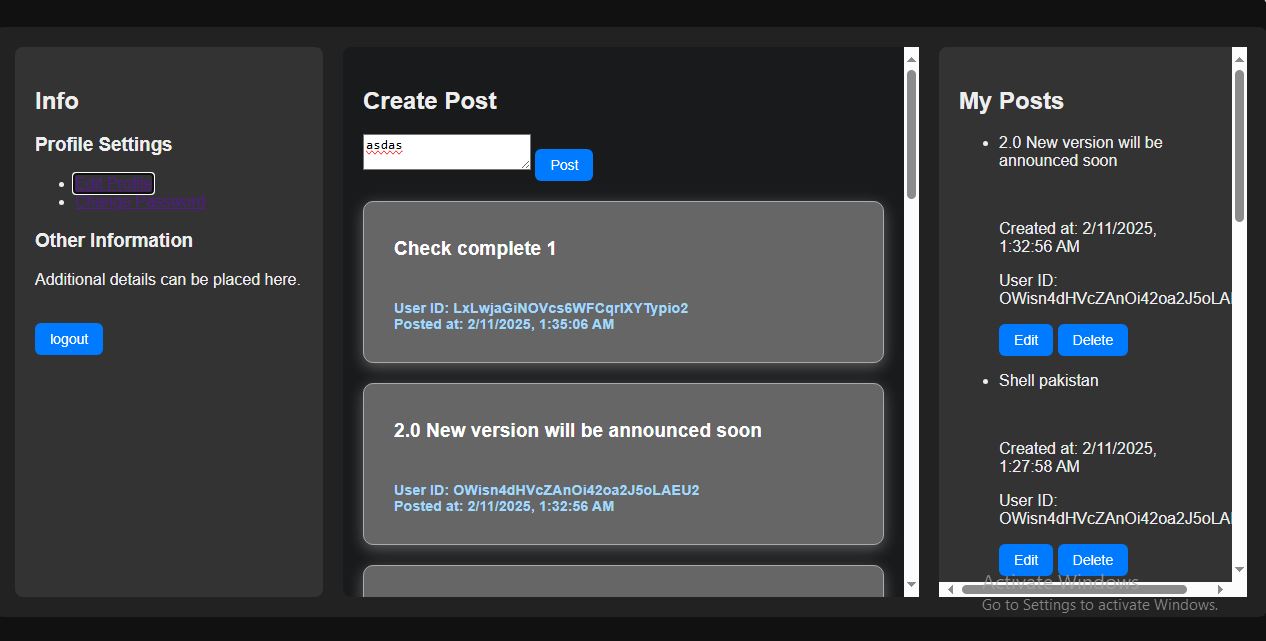 Info
Profile Settings
Edit Profile
Change Password
Other Information
Additional details can be placed here.
logout
Create Post
asdas
Post
Check complete 1
User ID: LxLwjaGiNOVcs6WFCqrIXYTypio2
Posted at: 2/11/2025, 1:35:06 AM
2.0 New version will be announced soon
User ID: OWisn4dHVcZAnOi42oa2J5oLAEU2
Posted at: 2/11/2025, 1:32:56 AM
My Posts
2.0 New version will be
announced soon
Created at: 2/11/2025,
1:32:56 AM
User ID:
OWisn4dHVcZAnOi42oa2J5oLA
Edit Delete
Shell pakistan
Created at: 2/11/2025,
1:27:58 AM
User ID:
OWisn4dHVcZAnOi42oa2J5oLA
Edit Delete
Activate Windows
Go to Settings to activate Windows.